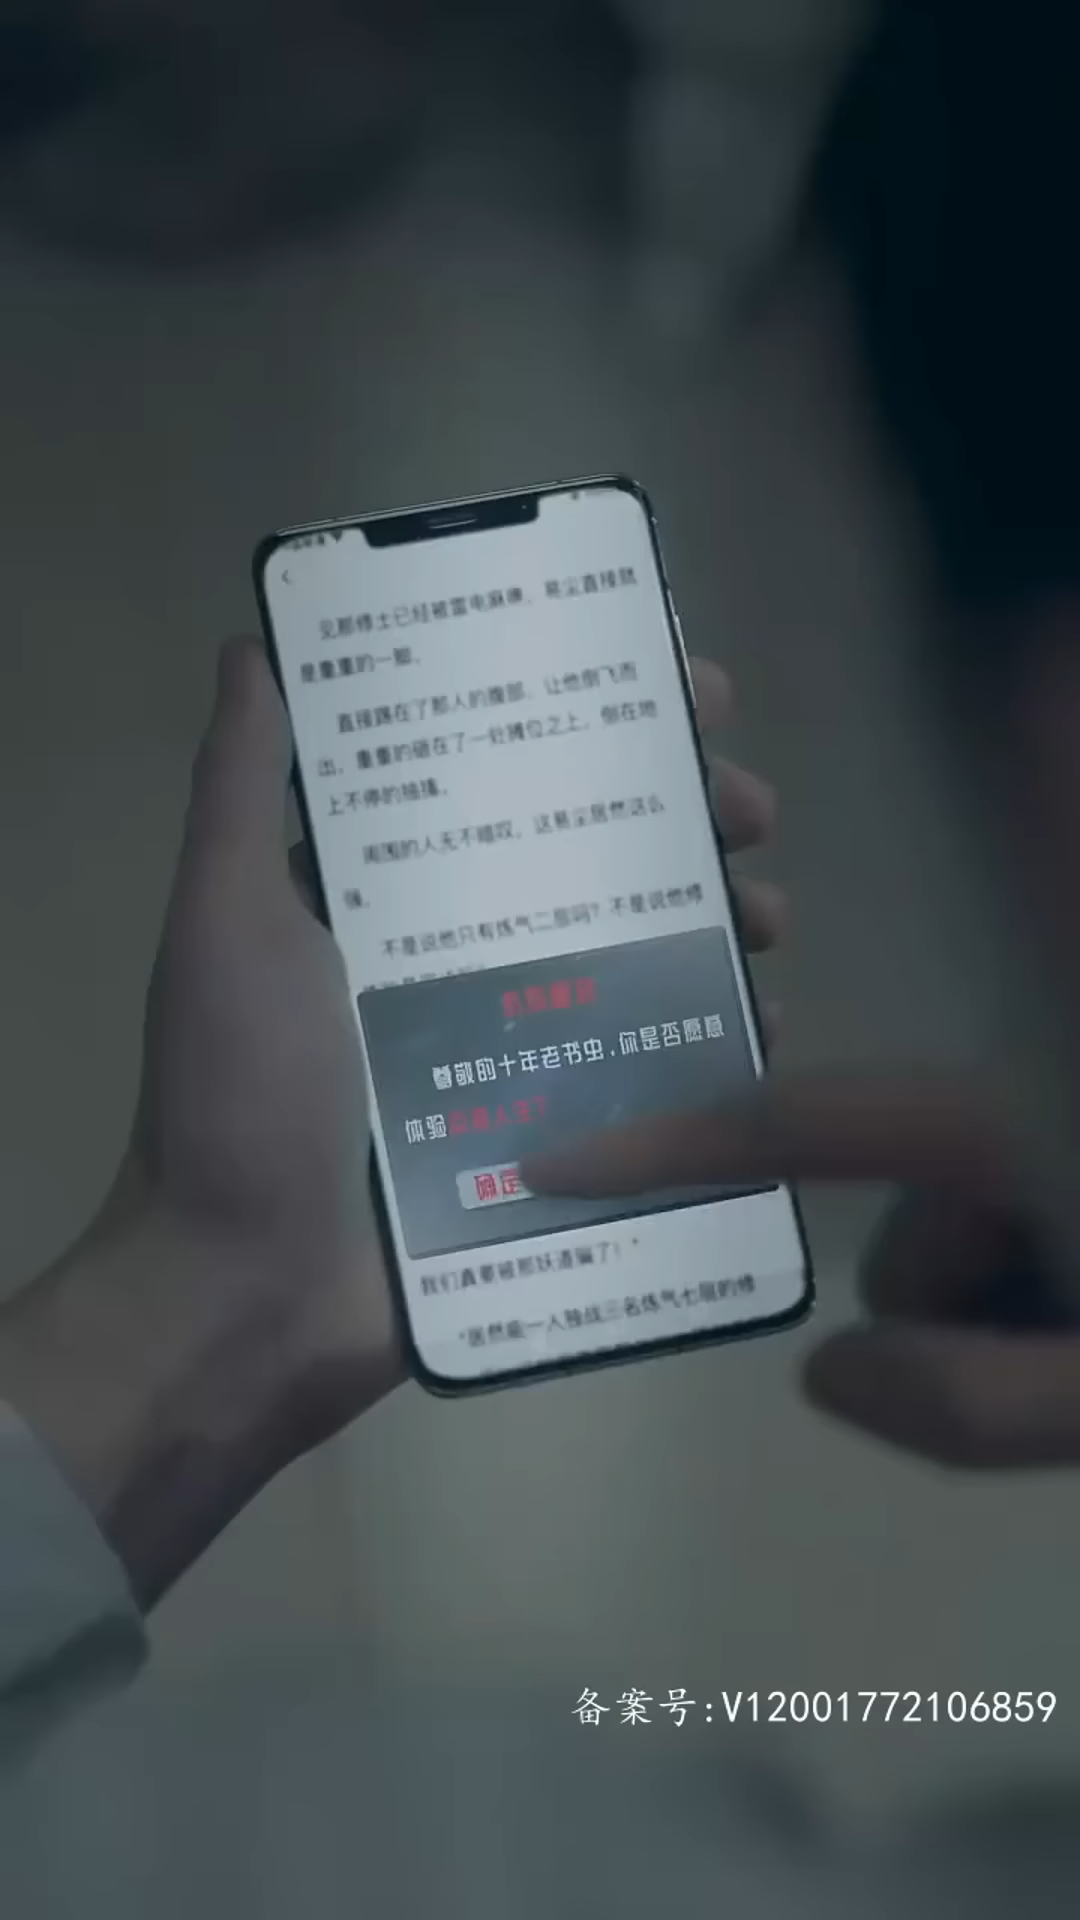 见那修士已经被雷电麻痹，易尘直接就
是重重的一脚。
直接踢在了那人的腹部，让他倒飞而
出，重重的砸在了一处摊位之上，倒在地
上不停的抽搐。
周围的人无不暗叹，这易尘居然这么
强。
不是说他只有炼气二层吗？不是说他修
尊敬的十年老书虫，你是否愿意
体验
确定
我们真要被那妖道骗了！”
“居然能一人独战三名炼气七层的修
备案号:V12001772106859